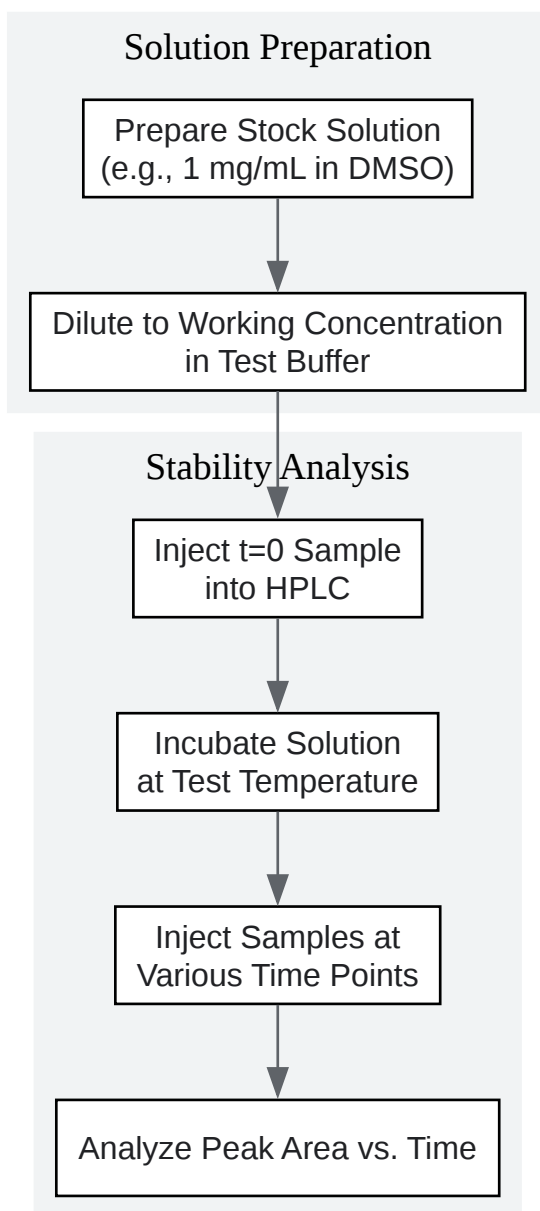 Solution Preparation
Prepare Stock Solution
(e.g., 1 mg/mL in DMSO)
Dilute to Working Concentration
in Test Buffer
Stability Analysis
Inject t=0 Sample
into HPLC
Incubate Solution
at Test Temperature
Inject Samples at
Various Time Points
Analyze Peak Area vs. Time